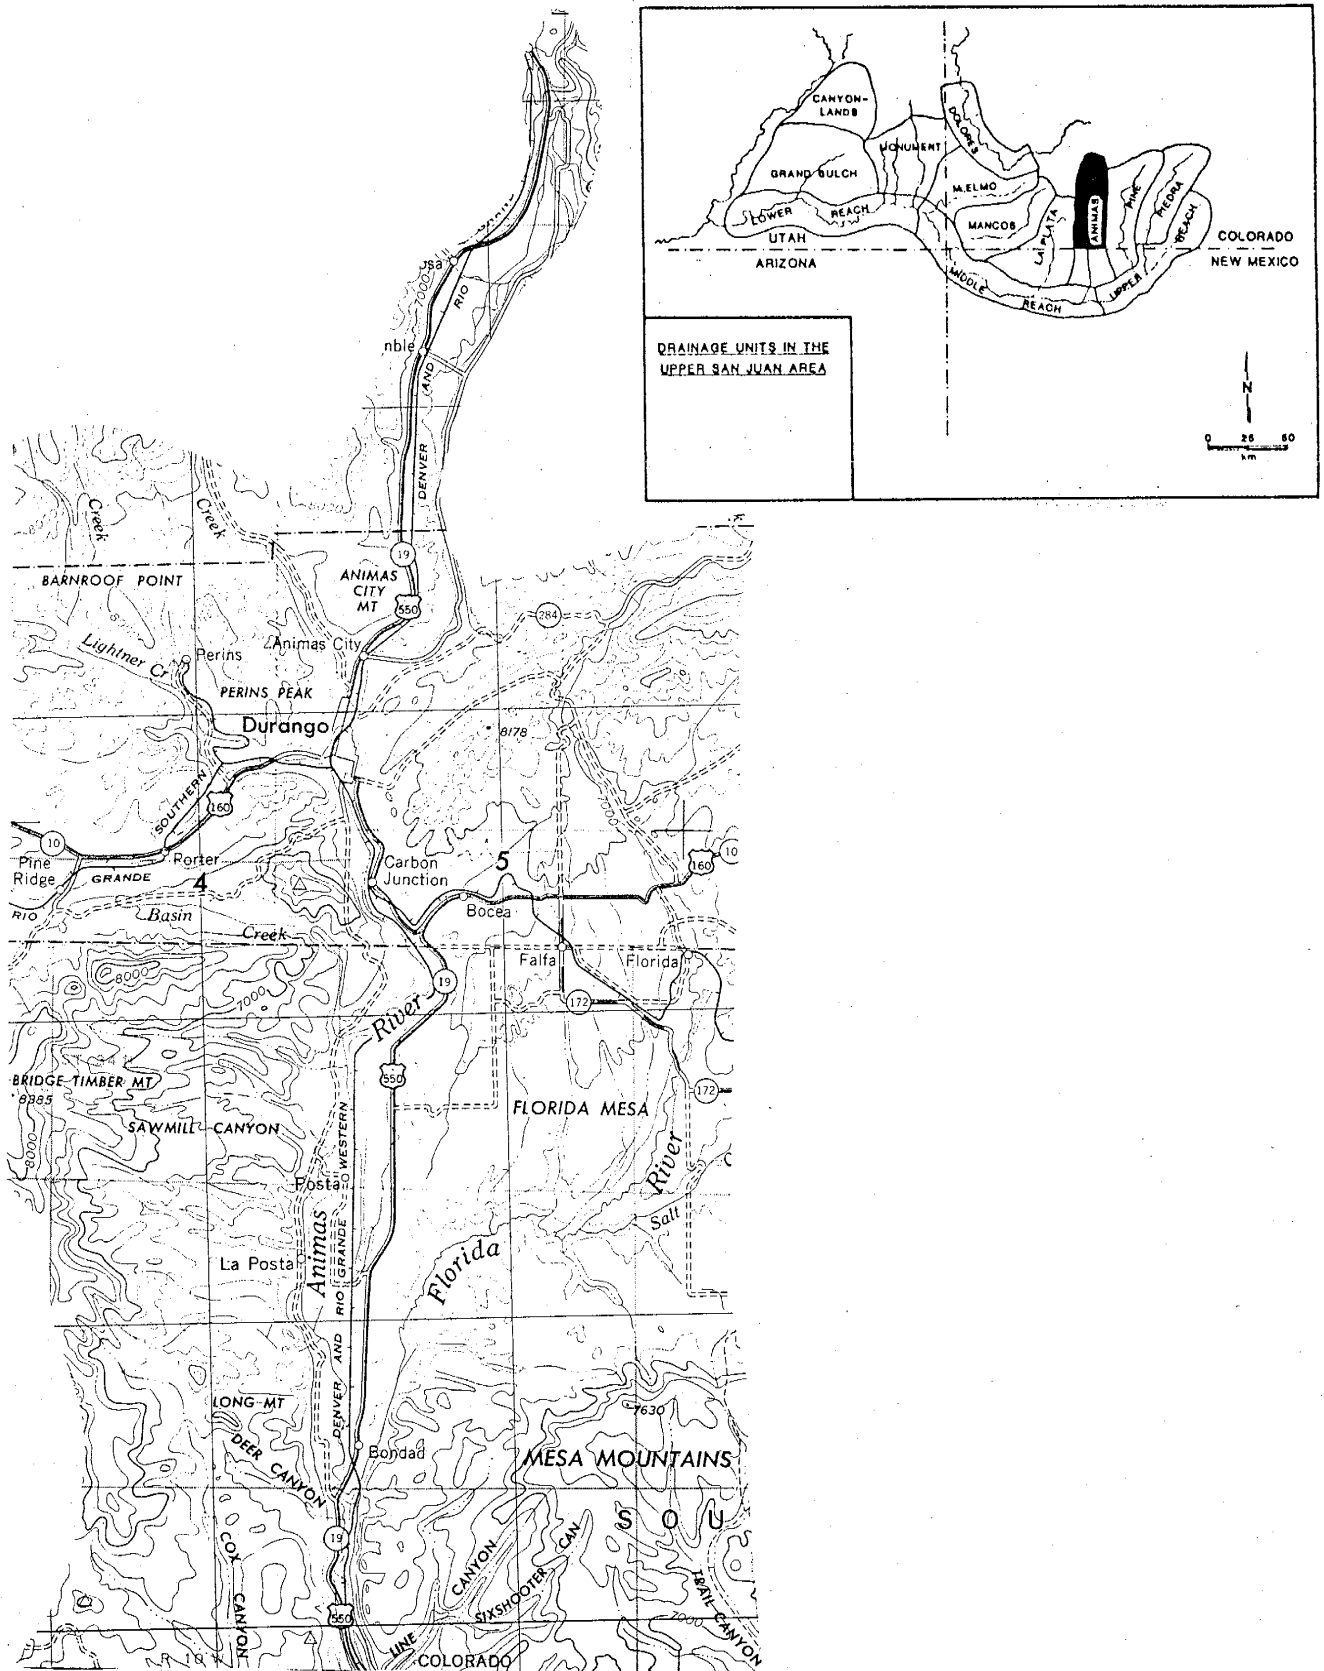 CANYON-
LANDS
DOLORES
MONUMENT
GRAND GULCH
McELMO
PINE
PIEDRA
LOWER
REACH
MANCOS
LA PLATA
ANIMAS
REACH
UTAH
COLORADO
ARIZONA
NEW MEXICO
MIDDLE
REACH
UPPER
DRAINAGE UNITS IN THE
UPPER SAN JUAN AREA
N
0 25 50
km
7000
RIO
nble
AND
DENVER
Creek
Creek
19
BARNROOF POINT
ANIMAS
CITY
MT
550
284
Animas City
Lightner Cr
Perins
PERINS PEAK
Durango
8178
SOUTHERN
160
7000
10
Pine
Ridge
Porter
GRANDE
4
Carbon
Junction
5
160
10
RIO
Basin
Creek
Bocea
Falfa
Florida
8000
7000
19
172
River
BRIDGE TIMBER MT
8385
550
172
FLORIDA MESA
SAWMILL CANYON
8000
WESTERN
River
Posta
Salt
La Posta
Animas
RIO GRANDE
Florida
DENVER AND
LONG MT
7630
DEER CANYON
Bondad
MESA MOUNTAINS
S O U
19
COX
CANYON
CANYON
SIXSHOOTER CAN
TRAIL CANYON
550
7000
LINE
R 10 W
COLORADO